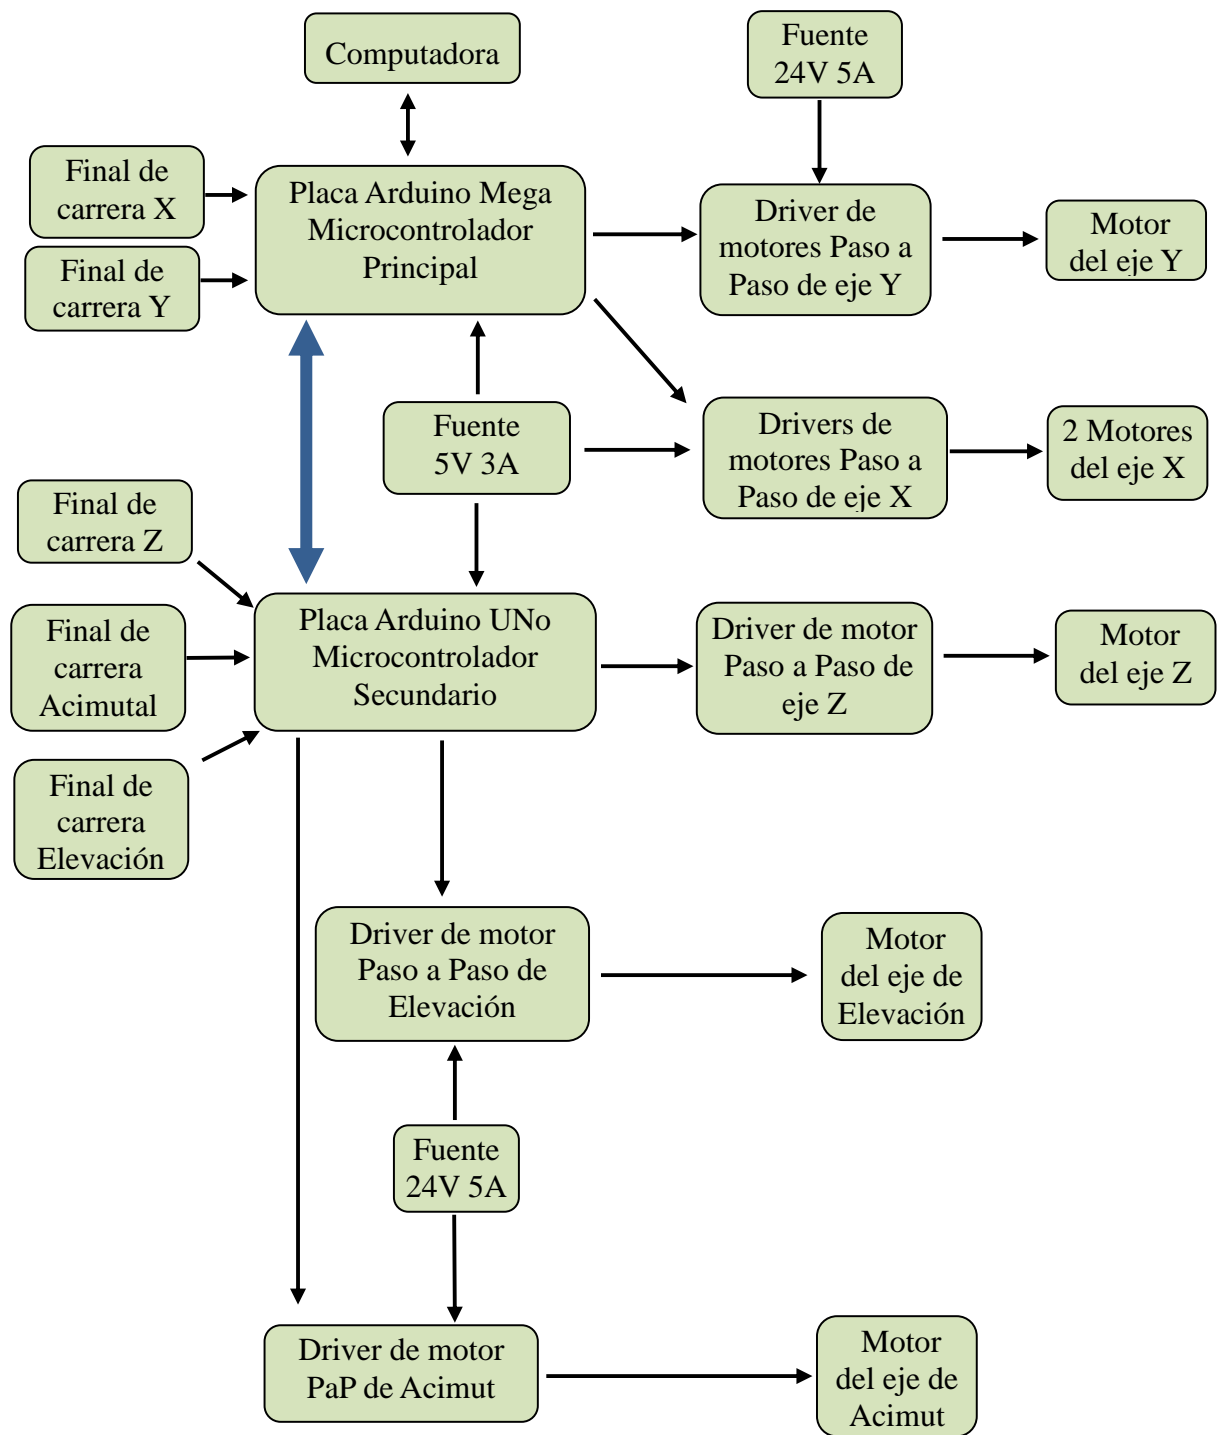 Computadora
Fuente
24V 5A
Final de
carrera X
Placa Arduino Mega
Microcontrolador
Principal
Driver de
motores Paso a
Paso de eje Y
Motor
del eje Y
Final de
carrera Y
Fuente
5V 3A
Drivers de
motores Paso a
Paso de eje X
2 Motores
del eje X
Final de
carrera Z
Final de
carrera
Acimutal
Placa Arduino UNo
Microcontrolador
Secundario
Driver de motor
Paso a Paso de
eje Z
Motor
del eje Z
Final de
carrera
Elevación
Driver de motor
Paso a Paso de
Elevación
Motor
del eje de
Elevación
Fuente
24V 5A
Driver de motor
PaP de Acimut
Motor
del eje de
Acimut